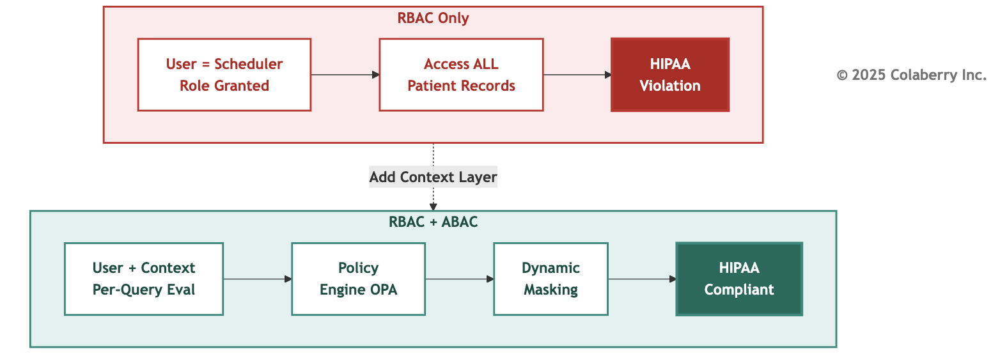 RBAC Only
User = Scheduler
Role Granted
Access ALL
Patient Records
HIPAA
Violation
© 2025 Colaberry Inc.
Add Context Layer
RBAC + ABAC
User + Context
Per-Query Eval
Policy
Engine OPA
Dynamic
Masking
HIPAA
Compliant